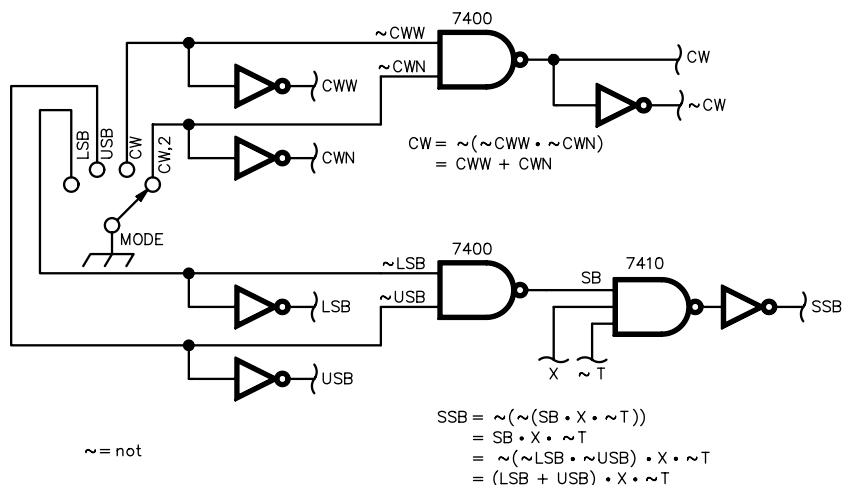 7400
~CWW
CW
CWW
~CWN
~CW
LSB
USB
CW
CW,2
CWN
CW = ~(~CWW • ~CWN)
= CWW + CWN
MODE
7400
~LSB
SB
7410
~USB
LSB
SSB
X
~T
USB
SSB = ~(~(SB • X • ~T))
= SB • X • ~T
= ~(~LSB • ~USB) • X • ~T
= (LSB + USB) • X • ~T
~ = not